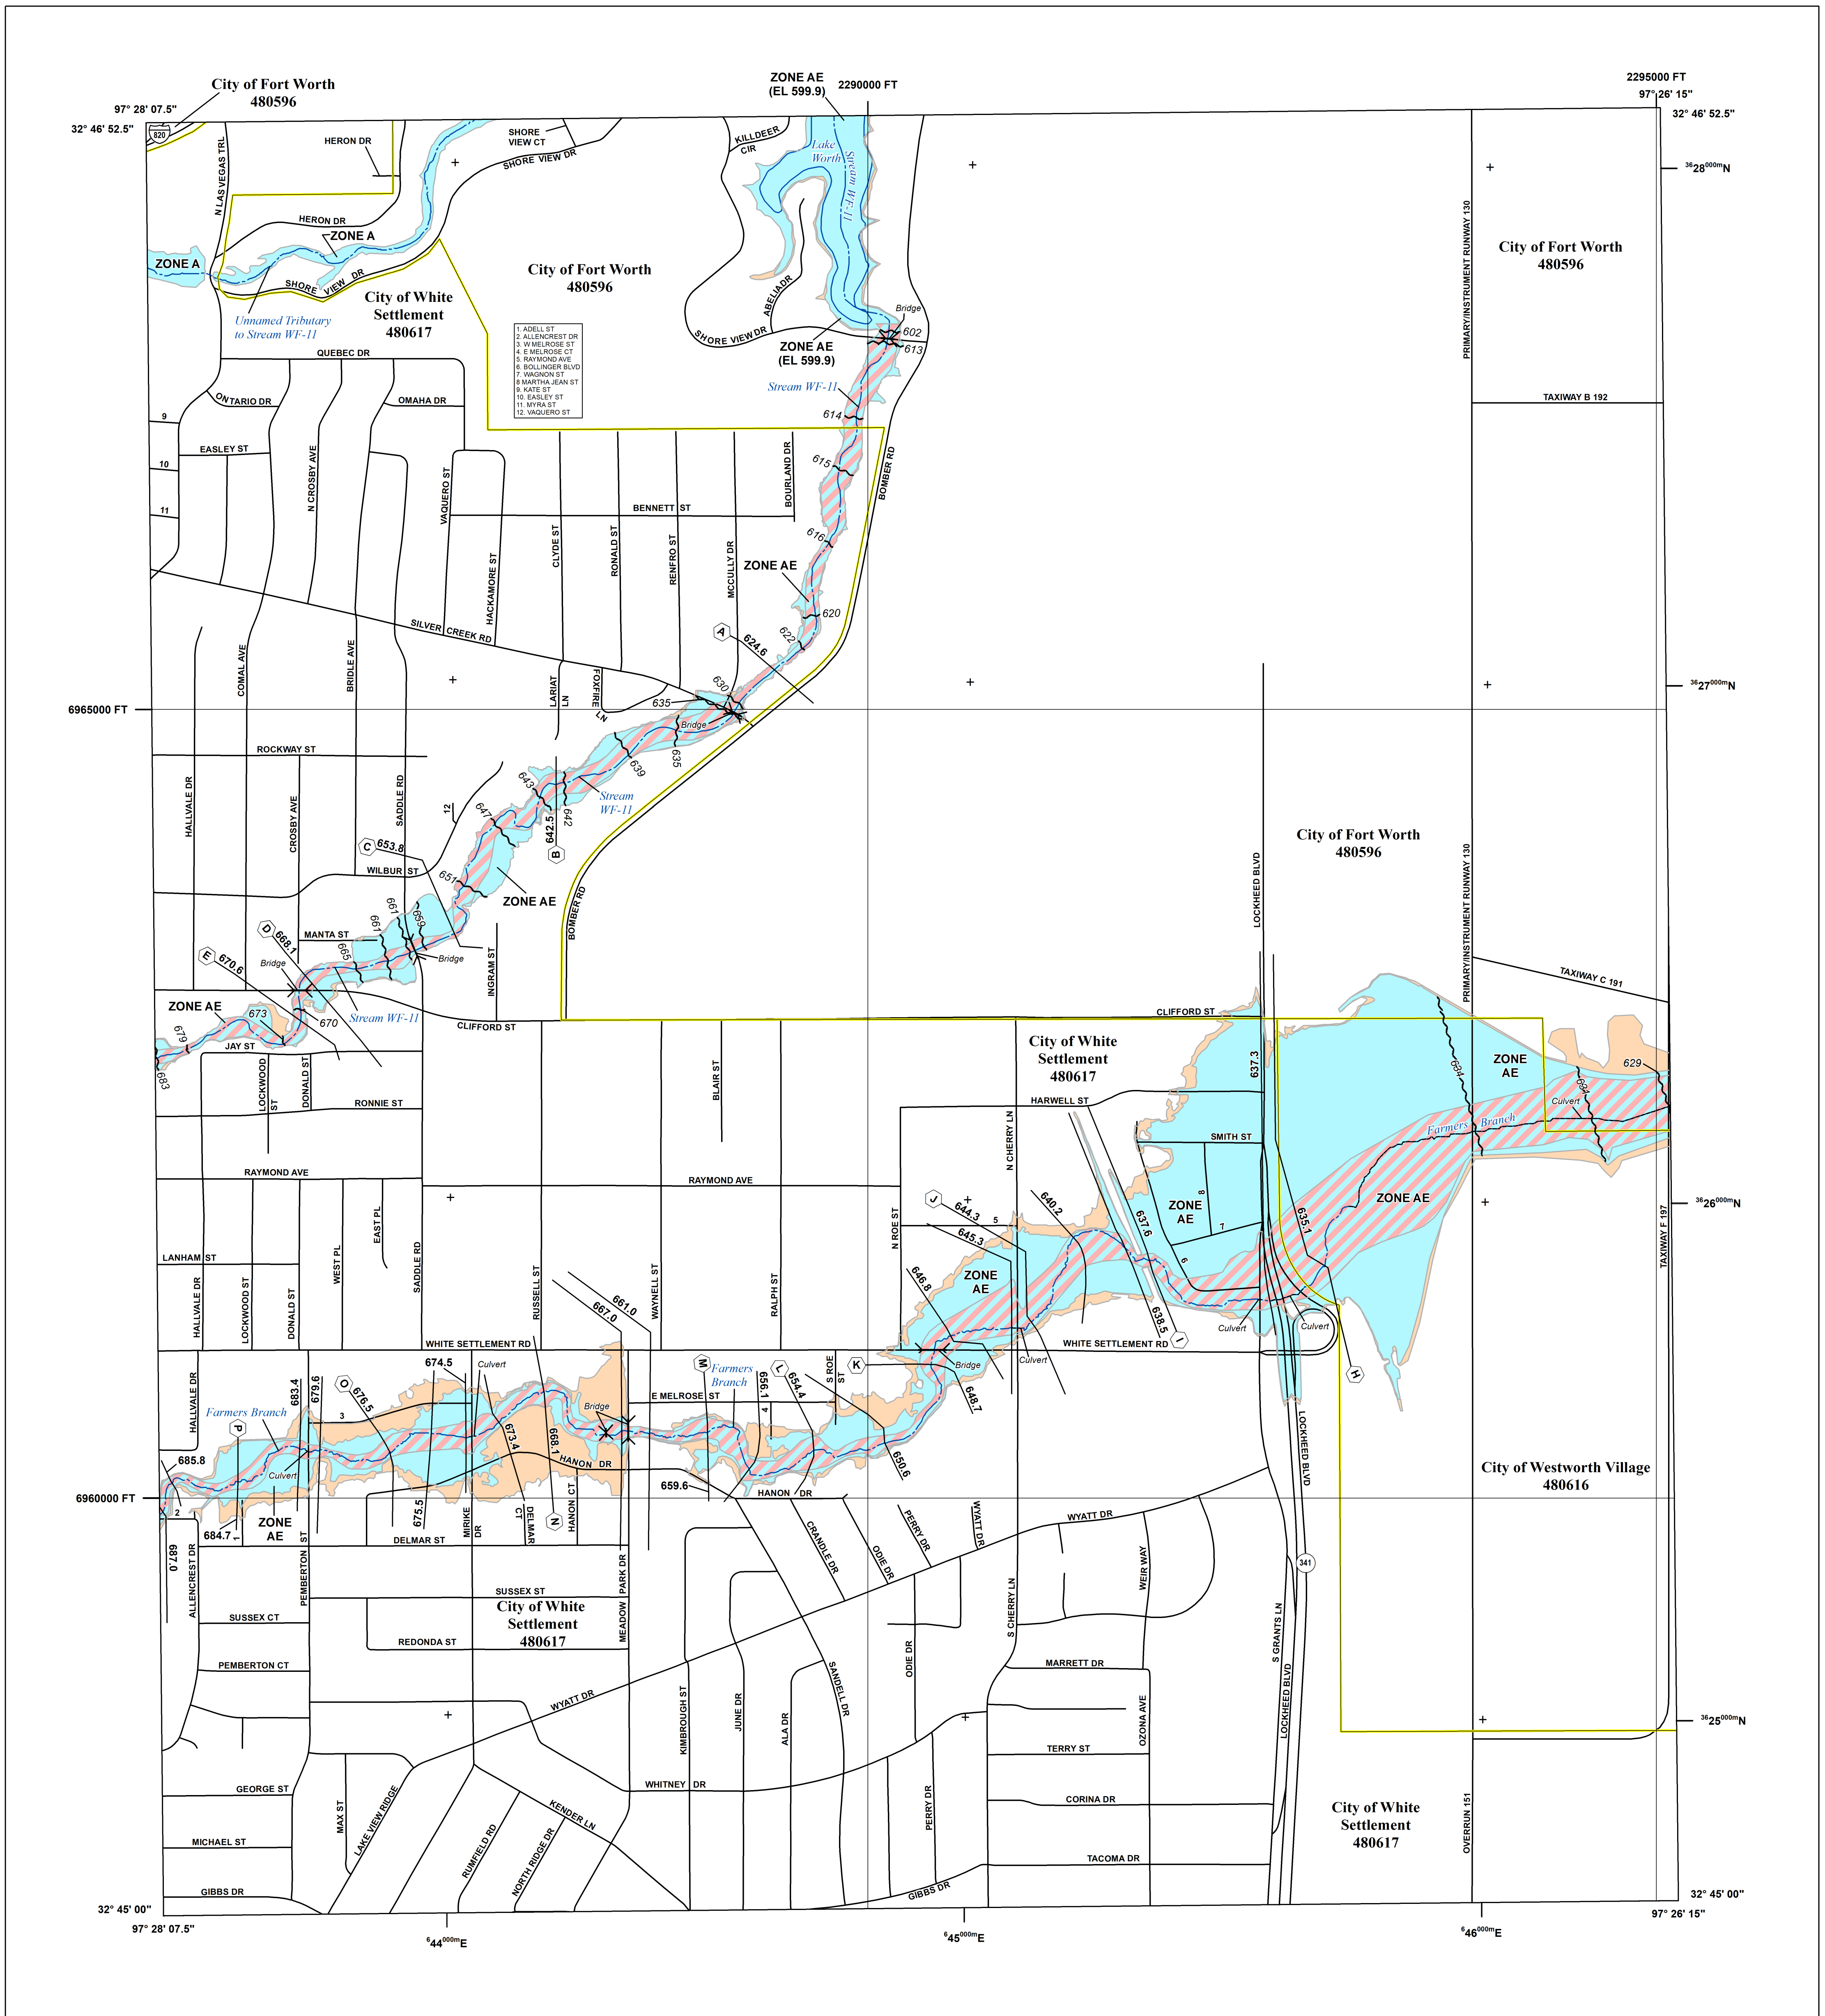 City of Fort Worth
480596
ZONE AE
(EL 599.9)
2290000 FT
2295000 FT
97° 28' 07.5"
97° 26' 15"
32° 46' 52.5"
32° 46' 52.5"
820
N LAS VEGAS TRL
HERON DR
SHORE
VIEW CT
SHORE VIEW DR
KILLDEER
CIR
Lake
Worth
Stream WF-11
3628000mN
HERON DR
ZONE A
ZONE A
SHORE VIEW DR
Unnamed Tributary
to Stream WF-11
City of White
Settlement
480617
City of Fort Worth
480596
City of Fort Worth
480596
PRIMARY/INSTRUMENT RUNWAY 130
ABELIA DR
SHORE VIEW DR
Bridge
602
613
ZONE AE
(EL 599.9)
1. ADELL ST
2. ALLENCREST DR
3. W MELROSE ST
4. E MELROSE CT
5. RAYMOND AVE
6. BOLLINGER BLVD
7. WAGNON ST
8 MARTHA JEAN ST
9. KATE ST
10. EASLEY ST
11. MYRA ST
12. VAQUERO ST
QUEBEC DR
ONTARIO DR
OMAHA DR
Stream WF-11
614
TAXIWAY B 192
9
10
11
EASLEY ST
N CROSBY AVE
VAQUERO ST
HACKAMORE ST
BENNETT ST
CLYDE ST
RONALD ST
RENFRO ST
MCCULLY DR
BOURLAND DR
615
616
BOMBER RD
ZONE AE
620
622
SILVER CREEK RD
A
624.6
COMAL AVE
BRIDLE AVE
LARIAT
LN
FOXFIRE
LN
630
635
Bridge
635
639
3627000mN
6965000 FT
ROCKWAY ST
HALLVALE DR
CROSBY AVE
SADDLE RD
12
643
642
647
642.5
B
Stream
WF-11
C
653.8
WILBUR ST
651
ZONE AE
BOMBER RD
City of Fort Worth
480596
LOCKHEED BLVD
PRIMARY/INSTRUMENT RUNWAY 130
661
661
659
665
MANTA ST
D
668.1
E
670.6
Bridge
Bridge
INGRAM ST
TAXIWAY C 191
ZONE AE
673
670
679
683
Stream WF-11
CLIFFORD ST
CLIFFORD ST
JAY ST
LOCKWOOD
ST
DONALD ST
RONNIE ST
BLAIR ST
City of White
Settlement
480617
637.3
634
ZONE
AE
631
629
Culvert
Farmers Branch
HARWELL ST
N CHERRY LN
SMITH ST
RAYMOND AVE
RAYMOND AVE
J
644.3
645.3
5
640.2
637.6
ZONE
AE
8
7
6
635.1
ZONE AE
3626000mN
TAXIWAY F 197
LANHAM ST
HALLVALE DR
LOCKWOOD ST
DONALD ST
WEST PL
EAST PL
SADDLE RD
RUSSELL ST
WAYNELL ST
RALPH ST
N ROE ST
661.0
667.0
646.8
ZONE
AE
638.5
I
Culvert
Culvert
H
WHITE SETTLEMENT RD
WHITE SETTLEMENT RD
HALLVALE DR
683.4
679.6
O
676.5
674.5
Culvert
M
Farmers
Branch
656.1
L
654.4
S ROE
ST
K
Bridge
Culvert
648.7
E MELROSE ST
4
3
Farmers Branch
P
685.8
Culvert
Bridge
673.4
668.1
HANON DR
650.6
659.6
HANON DR
LOCKHEED BLVD
City of Westworth Village
480616
6960000 FT
2
684.7
1
ZONE
AE
675.5
MIRIKE
DR
DELMAR
CT
N
HANON CT
DELMAR ST
687.0
ALLENCREST DR
PEMBERTON ST
MEADOW PARK DR
CRANDLE DR
ODIE DR
PERRY DR
WYATT DR
WYATT DR
WEIR WAY
341
SUSSEX ST
City of White
Settlement
480617
SUSSEX CT
REDONDA ST
PEMBERTON CT
S CHERRY LN
S GRANTS LN
ODIE DR
MARRETT DR
WYATT DR
KIMBROUGH ST
JUNE DR
ALA DR
SANDELL DR
OZONA AVE
LOCKHEED BLVD
3625000mN
TERRY ST
GEORGE ST
MAX ST
LAKE VIEW RIDGE
WHITNEY DR
KENDER LN
PERRY DR
CORINA DR
City of White
Settlement
480617
OVERRUN 151
MICHAEL ST
RUMFIELD RD
NORTH RIDGE DR
TACOMA DR
GIBBS DR
GIBBS DR
32° 45' 00"
32° 45' 00"
97° 28' 07.5"
97° 26' 15"
644000mE
645000mE
646000mE